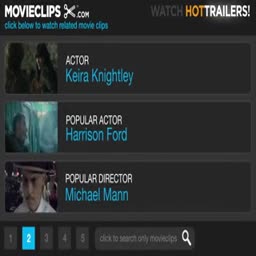 MOVIECLIPS .COM
WATCH HOTTRAILERS!
click below to watch related movie clips
ACTOR
Keira Knightley
POPULAR ACTOR
Harrison Ford
POPULAR DIRECTOR
Michael Mann
1 2 3 4 5 click to search only movieclips